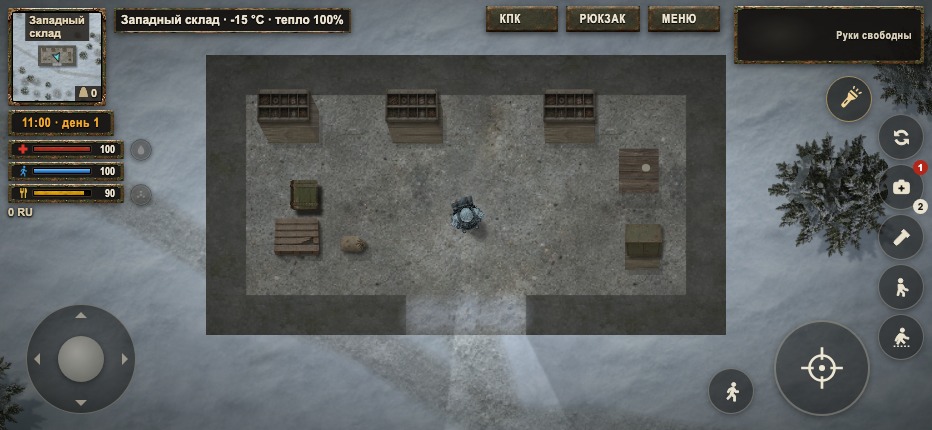 Западный
склад
0
Западный склад · -15 °C · тепло 100%
КПК
РЮКЗАК
МЕНЮ
Руки свободны
11:00 · день 1
100
100
90
0 RU
1
2